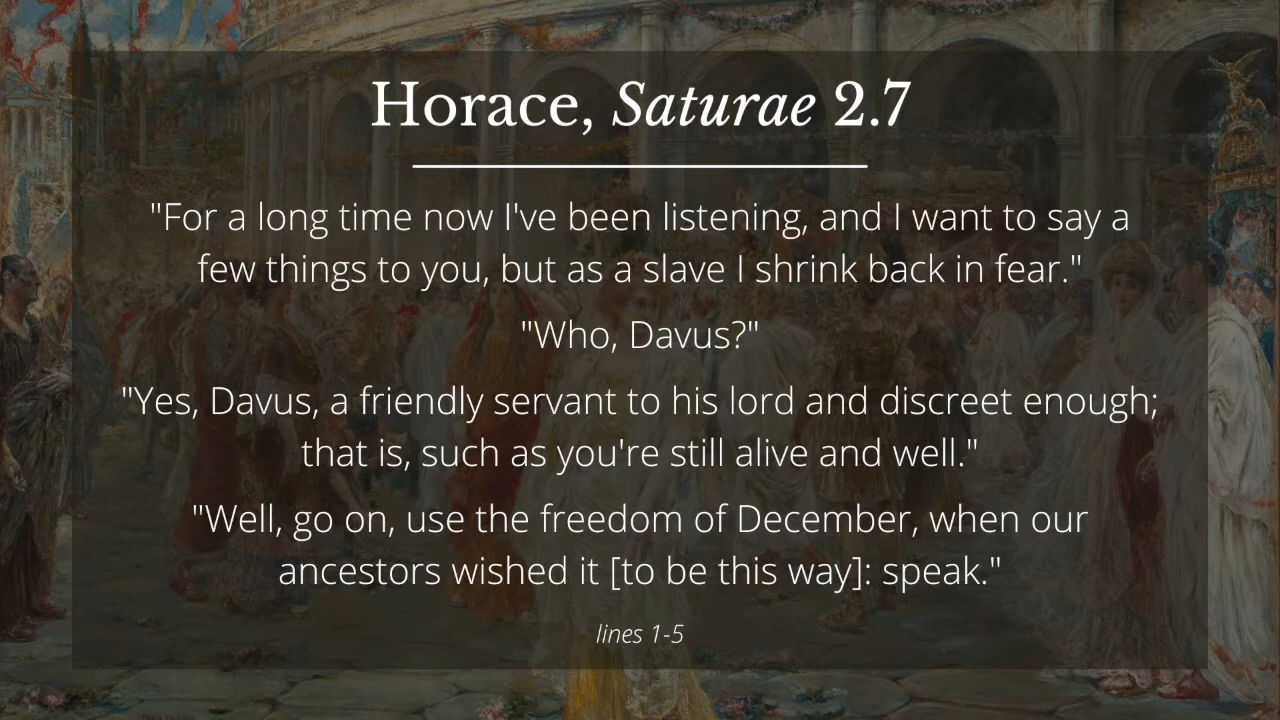 Horace, Saturae 2.7
"For a long time now I've been listening, and I want to say a
few things to you, but as a slave I shrink back in fear."
"Who, Davus?"
"Yes, Davus, a friendly servant to his lord and discreet enough;
that is, such as you're still alive and well."
"Well, go on, use the freedom of December, when our
ancestors wished it [to be this way]: speak."
lines 1-5